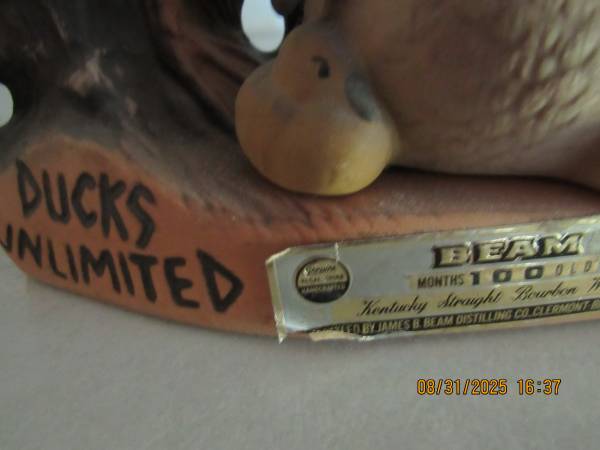 DUCKS
UNLIMITED
BEAM
MONTHS 100 OLD
Kentucky Straight Bourbon
BY JAMES B. BEAM DISTILLING CO. CLERMONT
HANDCRAFTED
08/31/2025 16:37